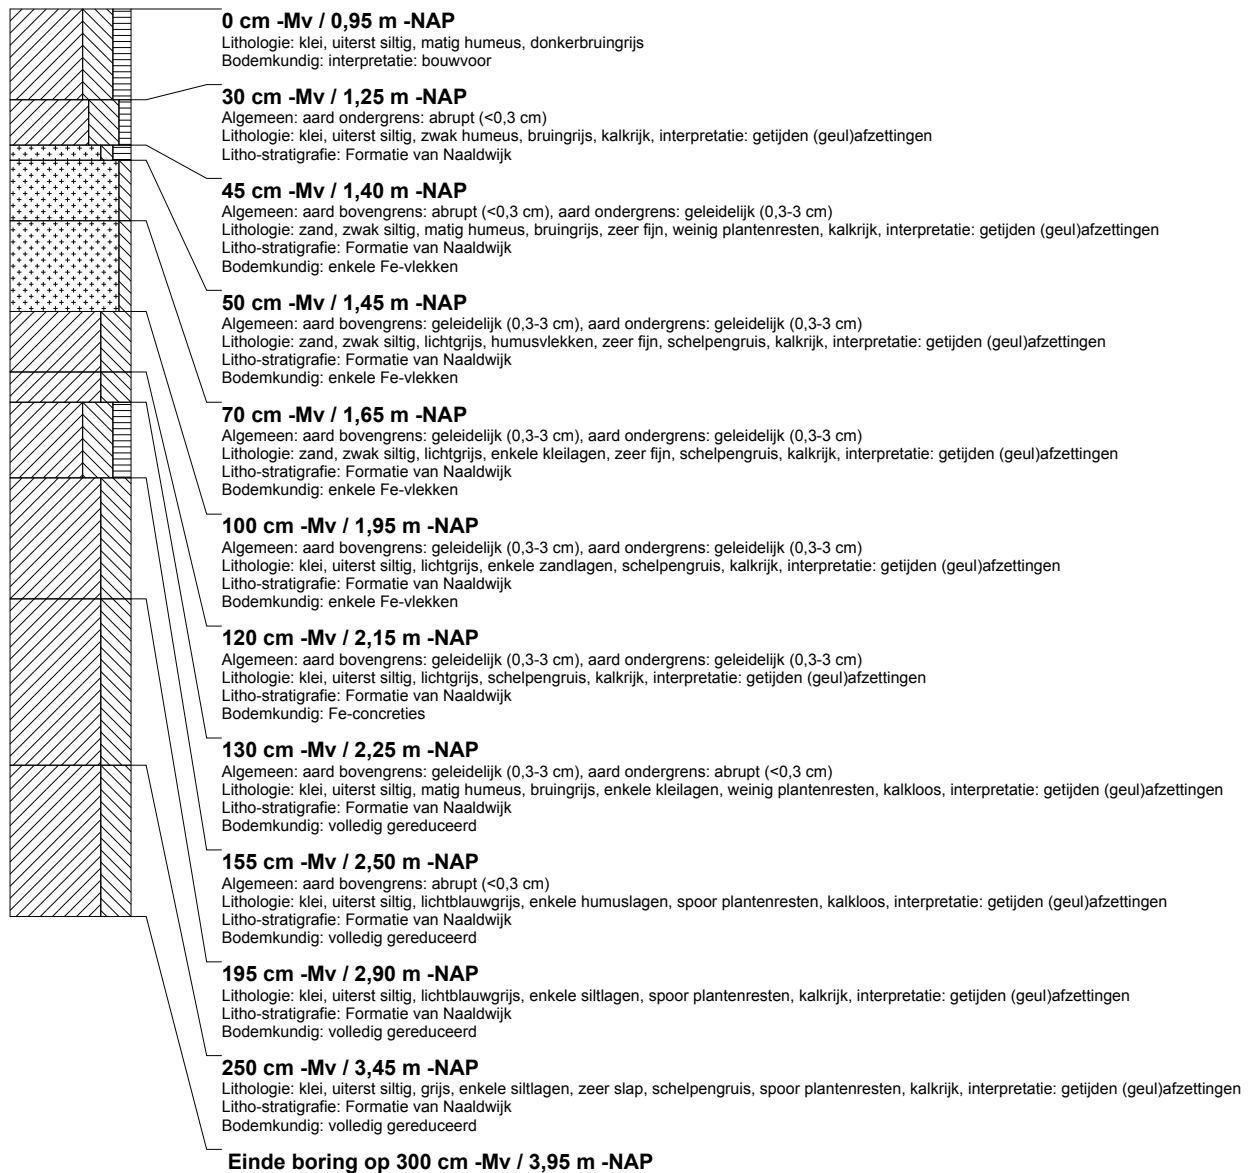 0 cm -Mv / 0,95 m -NAP
Lithologie: klei, uiterst siltig, matig humeus, donkerbruingrijs
Bodemkundig: interpretatie: bouwvoor
30 cm -Mv / 1,25 m -NAP
Algemeen: aard ondergrens: abrupt (<0,3 cm)
Lithologie: klei, uiterst siltig, zwak humeus, bruingrijs, kalkrijk, interpretatie: getijden (geul)afzettingen
Litho-stratigrafie: Formatie van Naaldwijk
45 cm -Mv / 1,40 m -NAP
Algemeen: aard bovengrens: abrupt (<0,3 cm), aard ondergrens: geleidelijk (0,3-3 cm)
Lithologie: zand, zwak siltig, matig humeus, bruingrijs, zeer fijn, weinig plantenresten, kalkrijk, interpretatie: getijden (geul)afzettingen
Litho-stratigrafie: Formatie van Naaldwijk
Bodemkundig: enkele Fe-vlekken
50 cm -Mv / 1,45 m -NAP
Algemeen: aard bovengrens: geleidelijk (0,3-3 cm), aard ondergrens: geleidelijk (0,3-3 cm)
Lithologie: zand, zwak siltig, lichtgrijs, humusvlekken, zeer fijn, schelpengruis, kalkrijk, interpretatie: getijden (geul)afzettingen
Litho-stratigrafie: Formatie van Naaldwijk
Bodemkundig: enkele Fe-vlekken
70 cm -Mv / 1,65 m -NAP
Algemeen: aard bovengrens: geleidelijk (0,3-3 cm), aard ondergrens: geleidelijk (0,3-3 cm)
Lithologie: zand, zwak siltig, lichtgrijs, enkele kleilagen, zeer fijn, schelpengruis, kalkrijk, interpretatie: getijden (geul)afzettingen
Litho-stratigrafie: Formatie van Naaldwijk
Bodemkundig: enkele Fe-vlekken
100 cm -Mv / 1,95 m -NAP
Algemeen: aard bovengrens: geleidelijk (0,3-3 cm), aard ondergrens: geleidelijk (0,3-3 cm)
Lithologie: klei, uiterst siltig, lichtgrijs, enkele zandlagen, schelpengruis, kalkrijk, interpretatie: getijden (geul)afzettingen
Litho-stratigrafie: Formatie van Naaldwijk
Bodemkundig: enkele Fe-vlekken
120 cm -Mv / 2,15 m -NAP
Algemeen: aard bovengrens: geleidelijk (0,3-3 cm), aard ondergrens: geleidelijk (0,3-3 cm)
Lithologie: klei, uiterst siltig, lichtgrijs, schelpengruis, kalkrijk, interpretatie: getijden (geul)afzettingen
Litho-stratigrafie: Formatie van Naaldwijk
Bodemkundig: Fe-concreties
130 cm -Mv / 2,25 m -NAP
Algemeen: aard bovengrens: geleidelijk (0,3-3 cm), aard ondergrens: abrupt (<0,3 cm)
Lithologie: klei, uiterst siltig, matig humeus, bruingrijs, enkele kleilagen, weinig plantenresten, kalkloos, interpretatie: getijden (geul)afzettingen
Litho-stratigrafie: Formatie van Naaldwijk
Bodemkundig: volledig gereduceerd
155 cm -Mv / 2,50 m -NAP
Algemeen: aard bovengrens: abrupt (<0,3 cm)
Lithologie: klei, uiterst siltig, lichtblauwgrijs, enkele humuslagen, spoor plantenresten, kalkloos, interpretatie: getijden (geul)afzettingen
Litho-stratigrafie: Formatie van Naaldwijk
Bodemkundig: volledig gereduceerd
195 cm -Mv / 2,90 m -NAP
Lithologie: klei, uiterst siltig, lichtblauwgrijs, enkele siltlagen, spoor plantenresten, kalkrijk, interpretatie: getijden (geul)afzettingen
Litho-stratigrafie: Formatie van Naaldwijk
Bodemkundig: volledig gereduceerd
250 cm -Mv / 3,45 m -NAP
Lithologie: klei, uiterst siltig, grijs, enkele siltlagen, zeer slap, schelpengruis, spoor plantenresten, kalkrijk, interpretatie: getijden (geul)afzettingen
Litho-stratigrafie: Formatie van Naaldwijk
Bodemkundig: volledig gereduceerd
Einde boring op 300 cm -Mv / 3,95 m -NAP